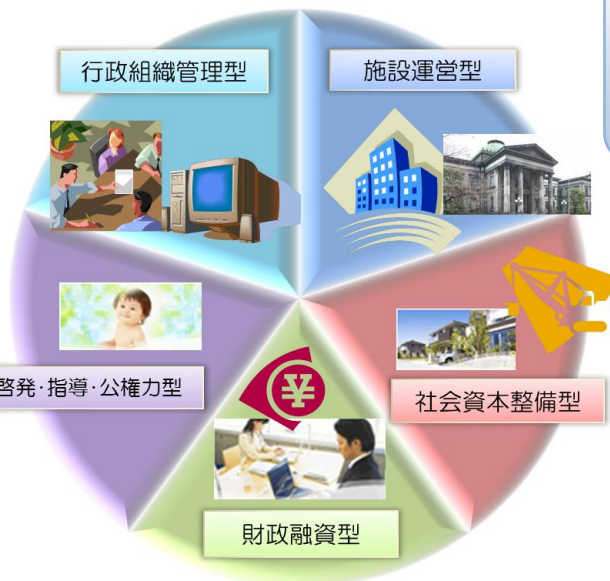 行政組織管理型
施設運営型
啓発・指導・公権力型
社会資本整備型
¥
財政融資型